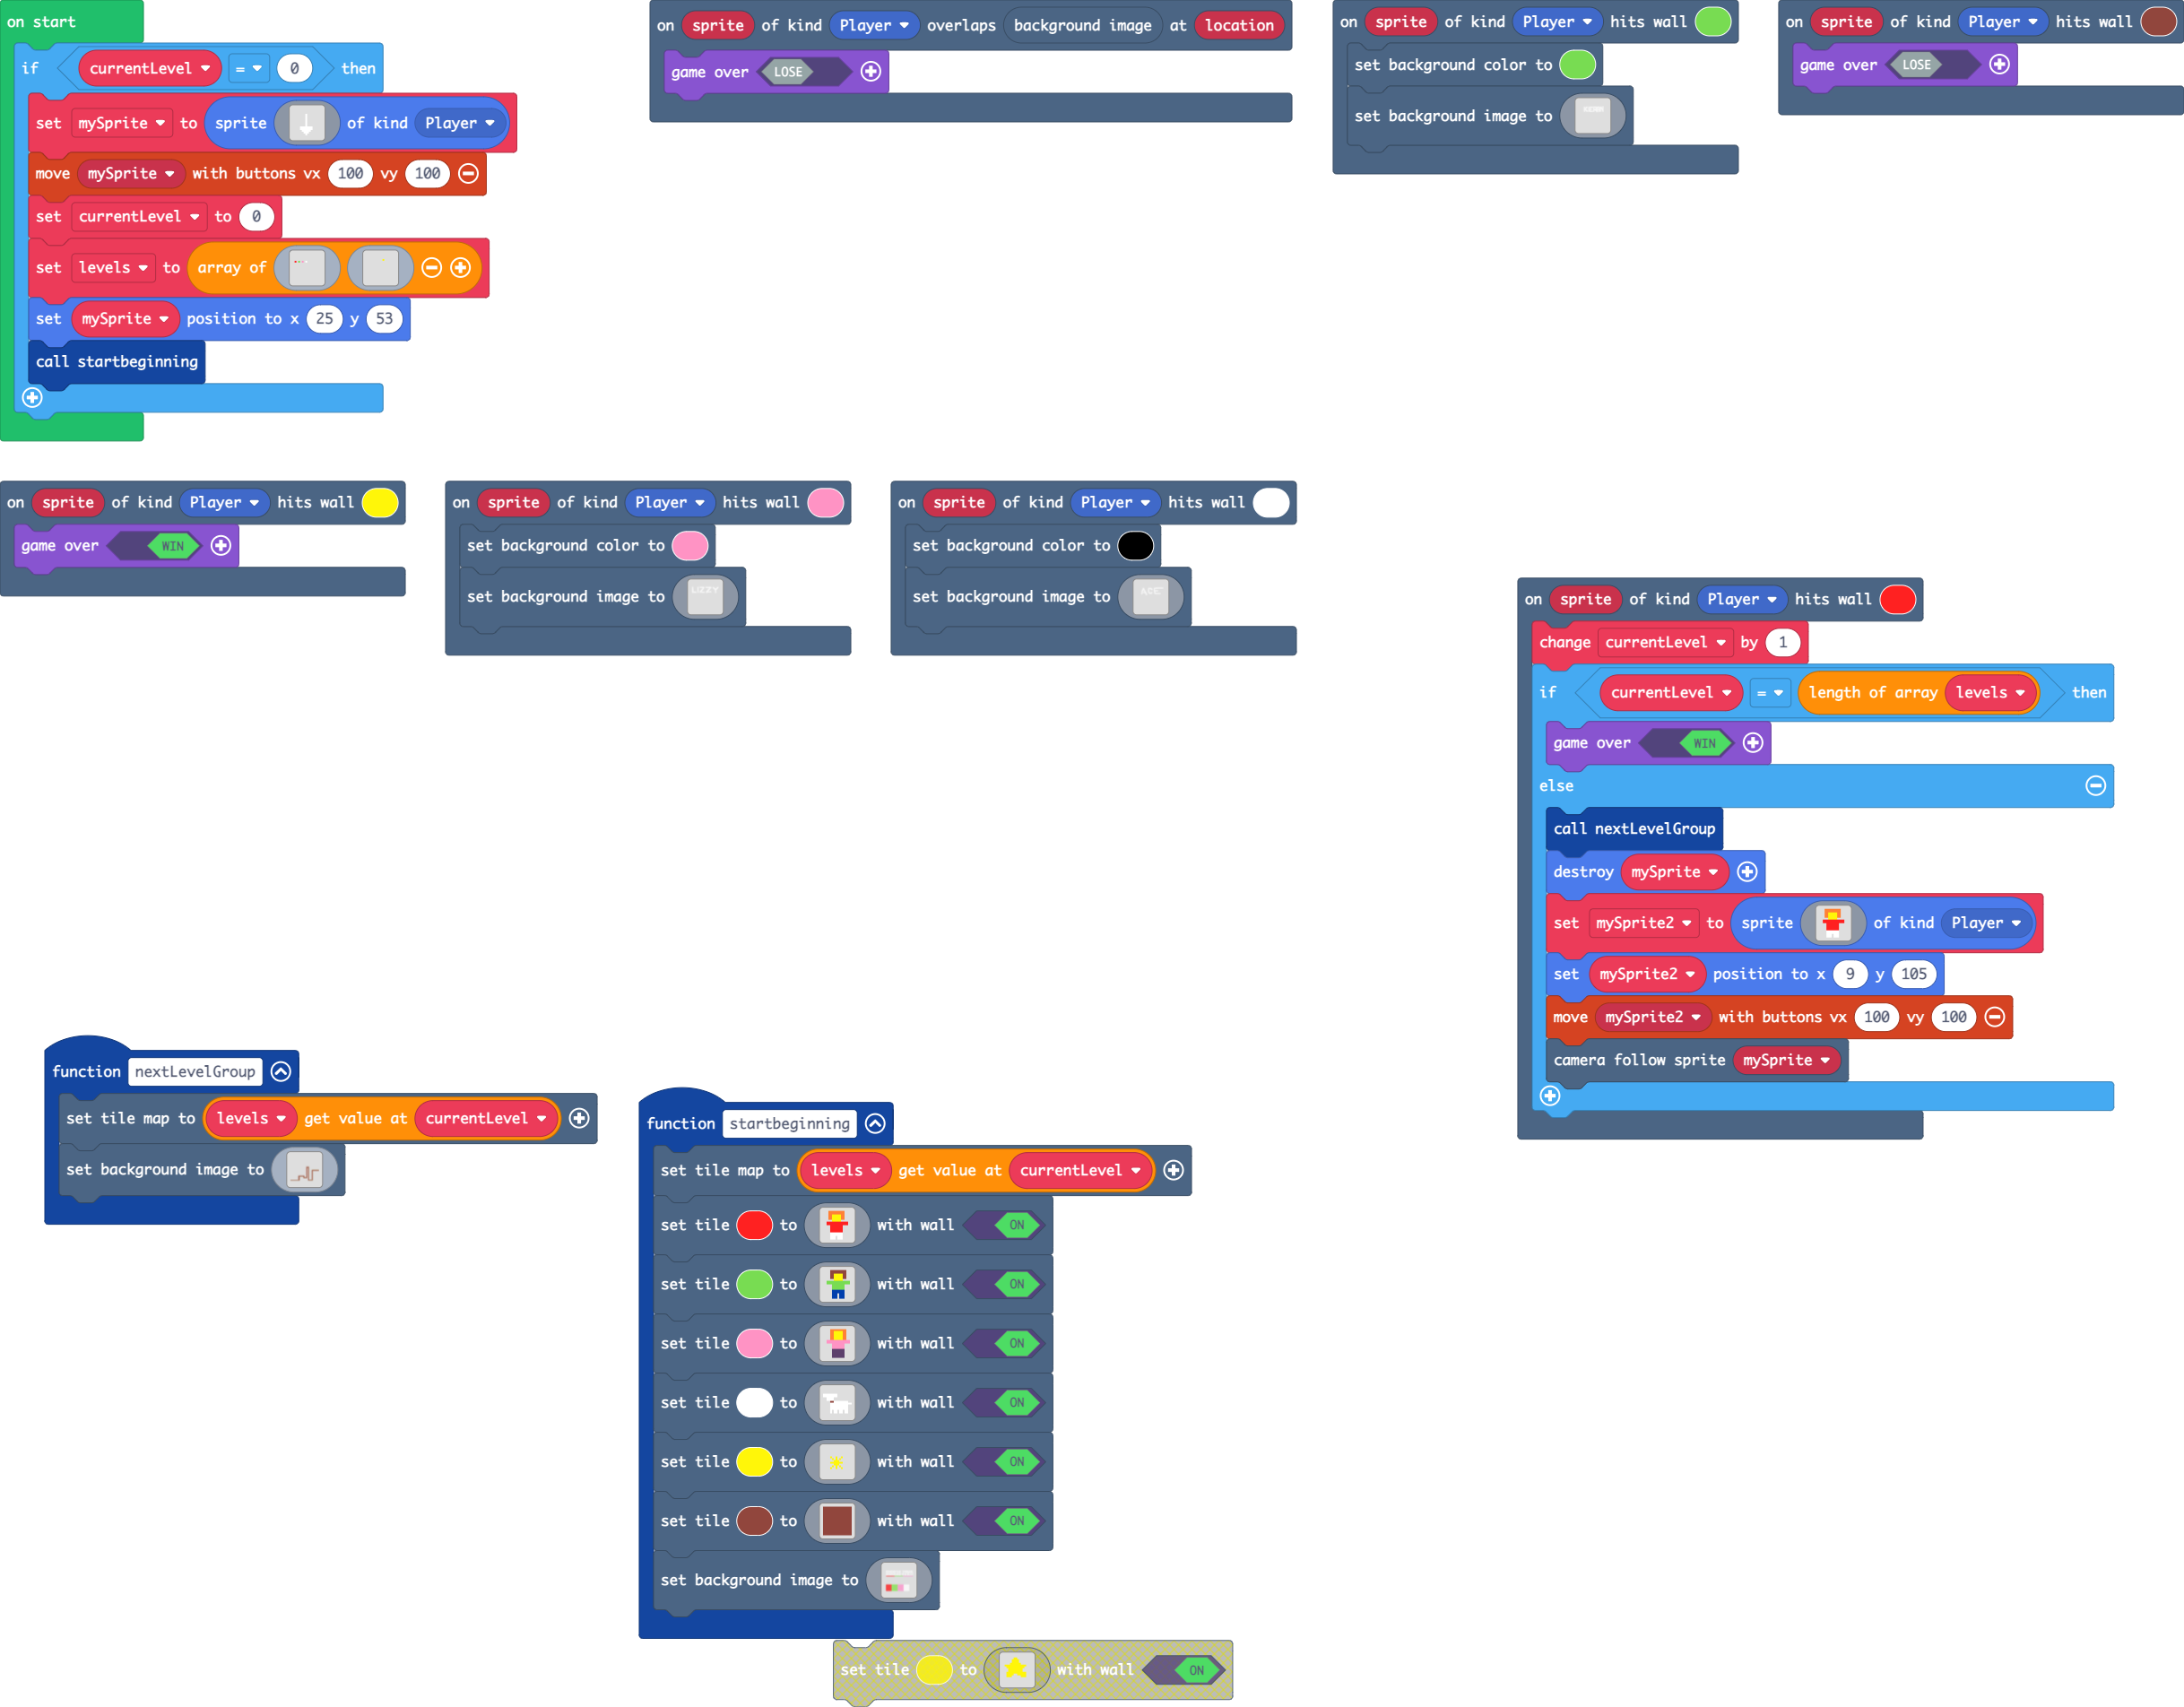 on start
if currentLevel = 0 then
set mySprite to sprite of kind Player
move mySprite with buttons vx 100 vy 100
set currentLevel to 0
set levels to array of
set mySprite position to x 25 y 53
call startbeginning
on sprite of kind Player overlaps background image at location
game over LOSE
on sprite of kind Player hits wall
set background color to
set background image to
on sprite of kind Player hits wall
game over LOSE
on sprite of kind Player hits wall
game over WIN
on sprite of kind Player hits wall
set background color to
set background image to LIZZY
on sprite of kind Player hits wall
set background color to
set background image to ACE
on sprite of kind Player hits wall
change currentLevel by 1
if currentLevel = length of array levels then
game over WIN
else
call nextLevelGroup
destroy mySprite
set mySprite2 to sprite of kind Player
set mySprite2 position to x 9 y 105
move mySprite2 with buttons vx 100 vy 100
camera follow sprite mySprite
function nextLevelGroup
set tile map to levels get value at currentLevel
set background image to
function startbeginning
set tile map to levels get value at currentLevel
set tile to with wall ON
set tile to with wall ON
set tile to with wall ON
set tile to with wall ON
set tile to with wall ON
set tile to with wall ON
set background image to
set tile to with wall ON